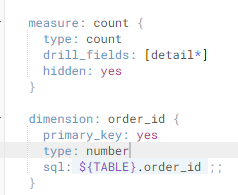 measure: count {
type: count
drill_fields: [detail*]
hidden: yes
}
dimension: order_id {
primary_key: yes
type: number
sql: ${TABLE}.order_id ;;
}